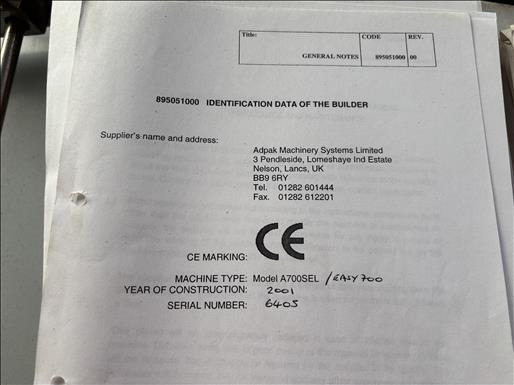 Title: CODE REV.
GENERAL NOTES 895051000 00
895051000 IDENTIFICATION DATA OF THE BUILDER
Supplier's name and address:
Adpak Machinery Systems Limited
3 Pendleside, Lomeshaye Ind Estate
Nelson, Lancs, UK
BB9 6RY
Tel. 01282 601444
Fax. 01282 612201
CE MARKING: CE
MACHINE TYPE: Model A700SEL / EASY 700
YEAR OF CONSTRUCTION: 2001
SERIAL NUMBER: 6405